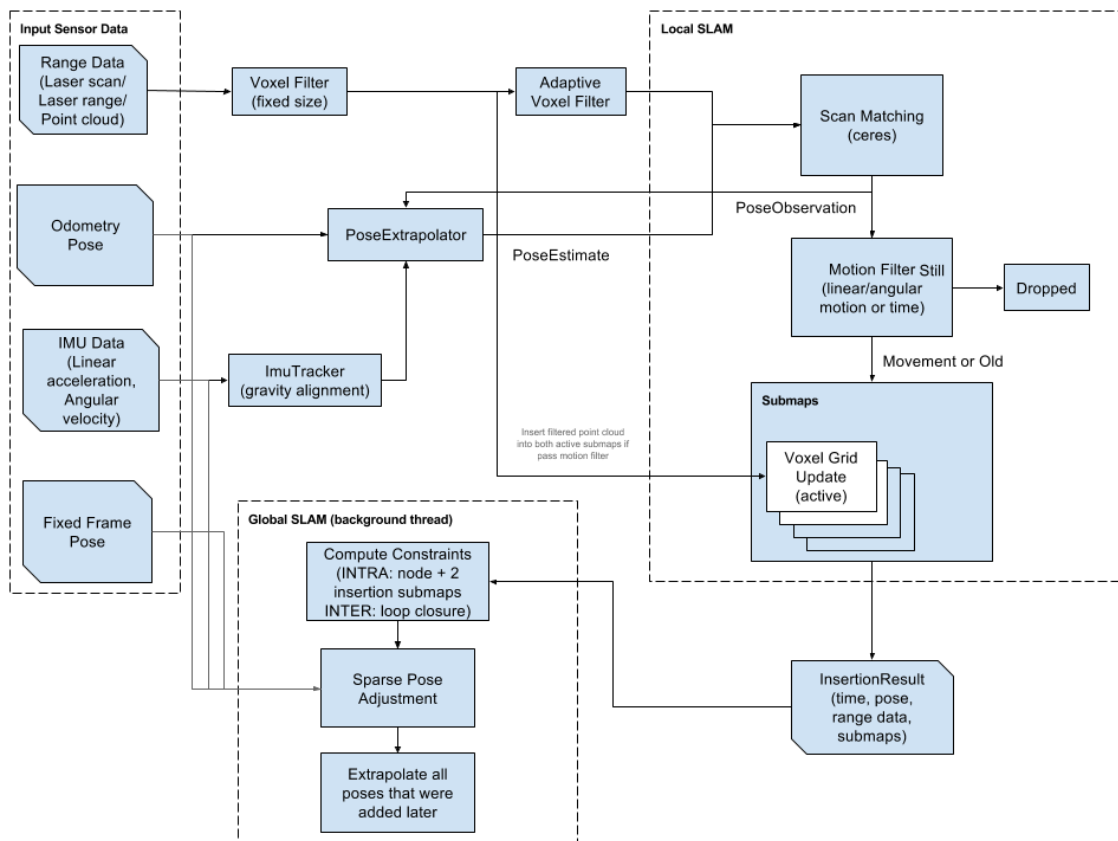 Input Sensor Data
Range Data
(Laser scan/
Laser range/
Point cloud)
Voxel Filter
(fixed size)
Adaptive
Voxel Filter
Local SLAM
Scan Matching
(ceres)
PoseObservation
Odometry
Pose
PoseExtrapolator
PoseEstimate
Motion Filter Still
(linear/angular
motion or time)
Dropped
IMU Data
(Linear
acceleration,
Angular
velocity)
ImuTracker
(gravity alignment)
Movement or Old
Submaps
Insert filtered point cloud
into both active submaps if
pass motion filter
Voxel Grid
Update
(active)
Fixed Frame
Pose
Global SLAM (background thread)
Compute Constraints
(INTRA: node + 2
insertion submaps
INTER: loop closure)
Sparse Pose
Adjustment
Extrapolate all
poses that were
added later
InsertionResult
(time, pose,
range data,
submaps)